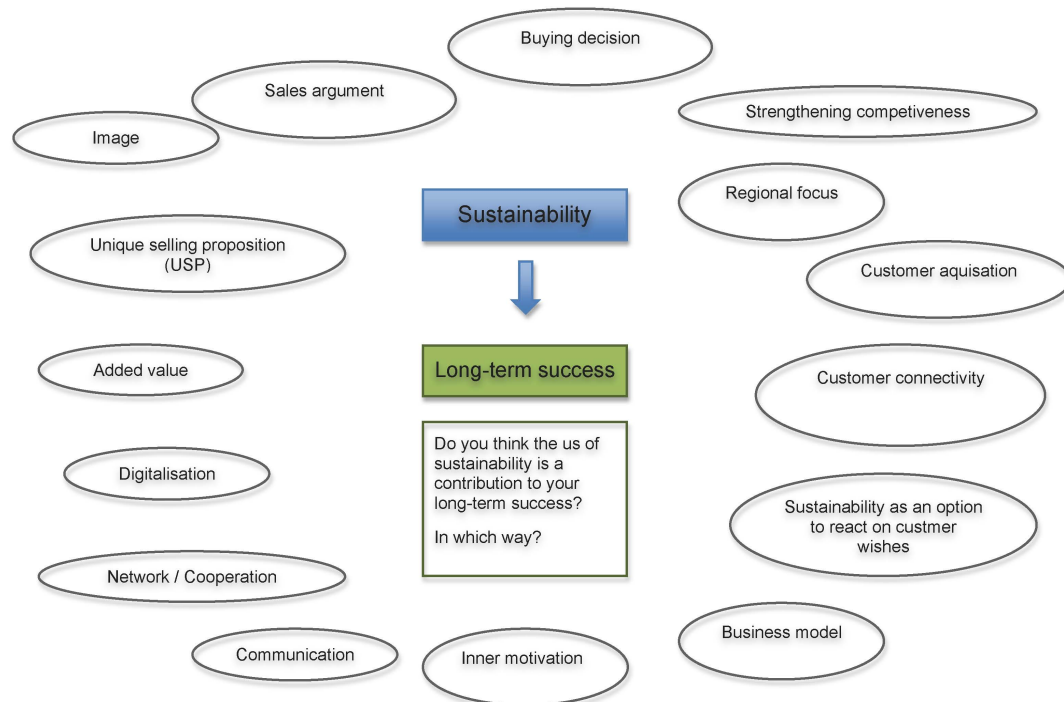 Buying decision
Sales argument
Strengthening competiveness
Image
Regional focus
Sustainability
Unique selling proposition
(USP)
Customer aquisation
Long-term success
Added value
Customer connectivity
Do you think the us of
sustainability is a
contribution to your
long-term success?
In which way?
Digitalisation
Sustainability as an option
to react on custmer
wishes
Network / Cooperation
Business model
Communication
Inner motivation